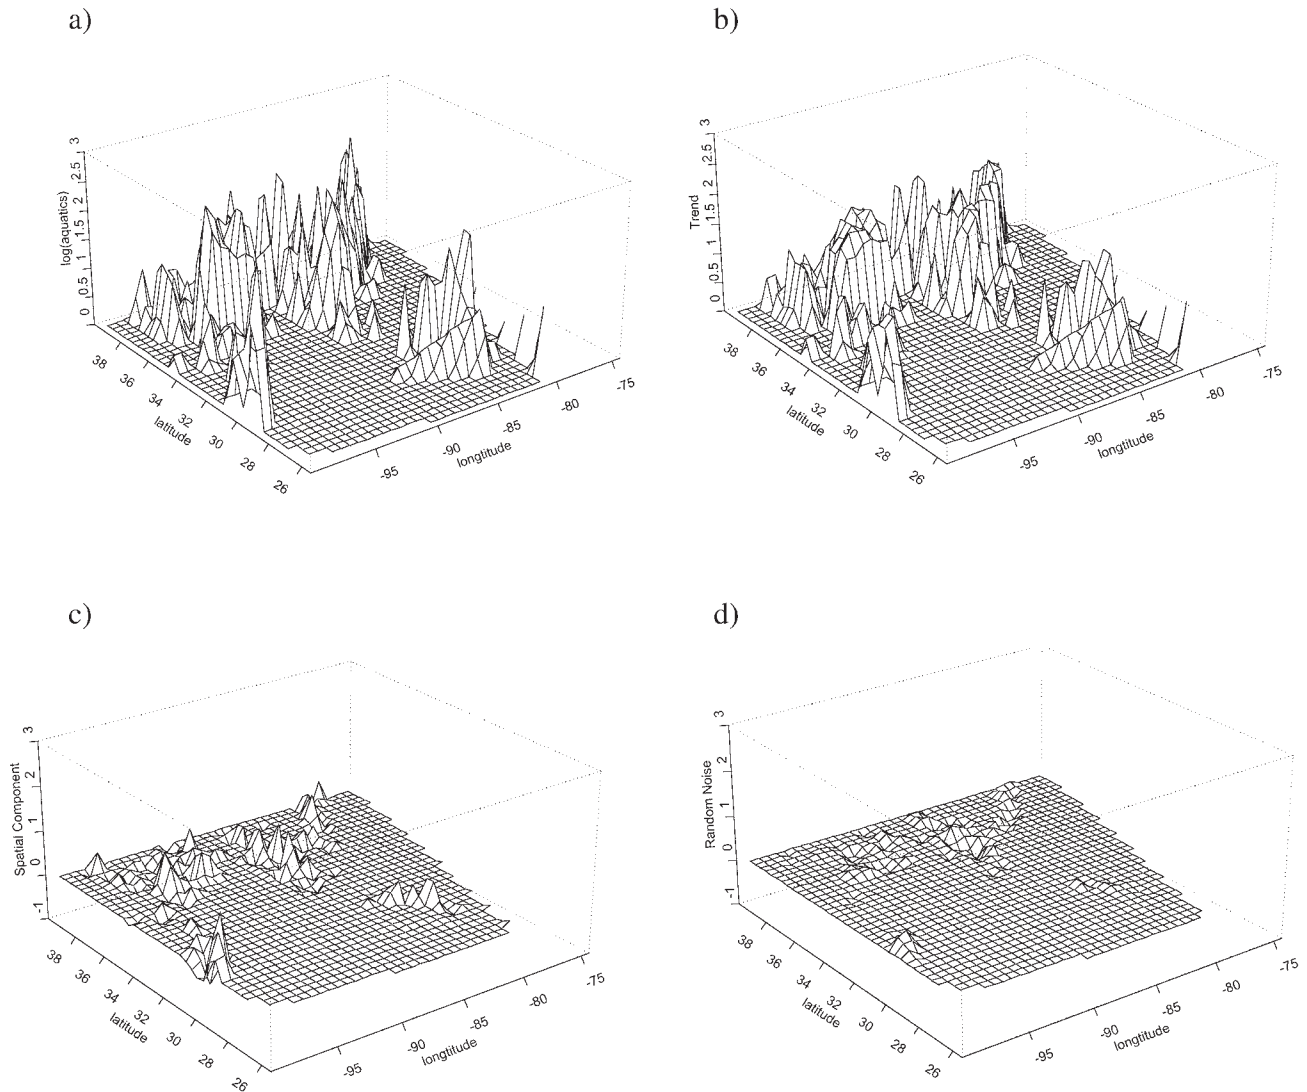 a)
log(aquatics)
0 0.5 1 1.5 2 2.5 3
38 36 34 32 30 28 26
latitude
-95 -90 -85 -80 -75
longtitude
b)
Trend
0 0.5 1 1.5 2 2.5 3
38 36 34 32 30 28 26
latitude
-95 -90 -85 -80 -75
longtitude
c)
Spatial Component
-1 0 1 2 3
38 36 34 32 30 28 26
latitude
-95 -90 -85 -80 -75
longtitude
d)
Random Noise
-1 0 1 2 3
38 36 34 32 30 28 26
latitude
-95 -90 -85 -80 -75
longtitude